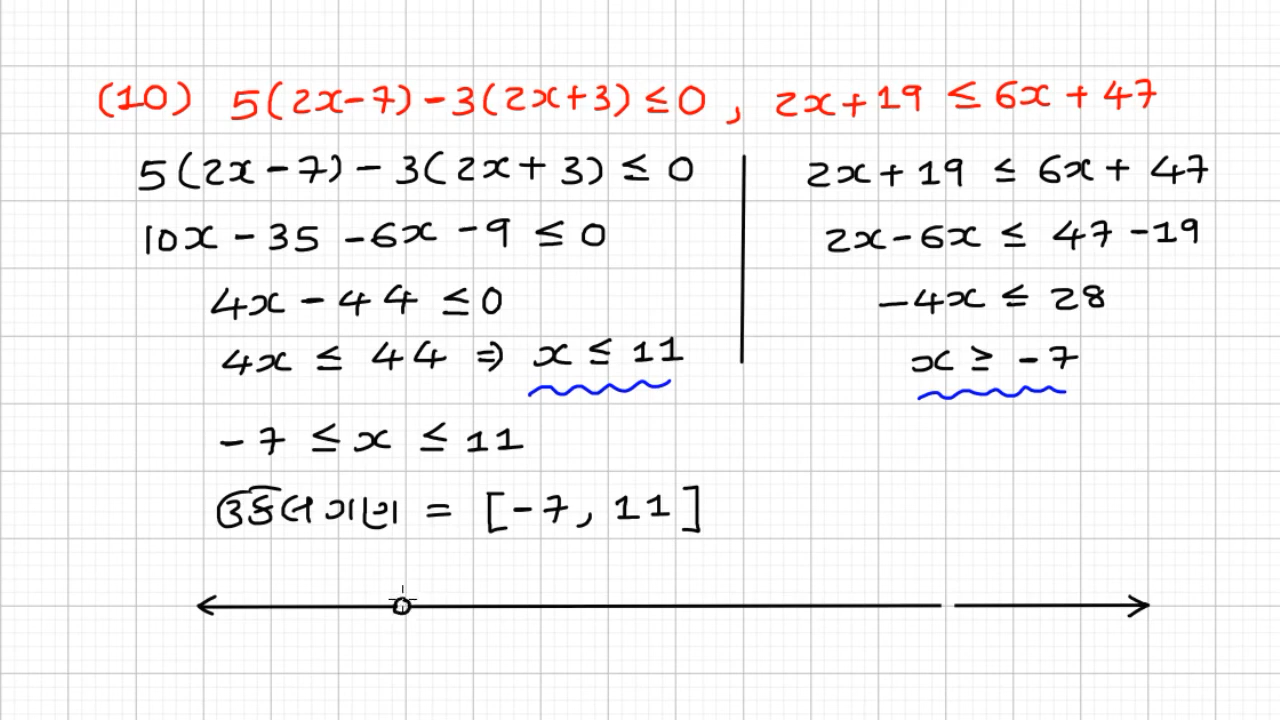 (10) 5(2x-7)-3(2x+3) ≤ 0, 2x+19 ≤ 6x+47
5(2x-7)-3(2x+3) ≤ 0
10x-35-6x-9 ≤ 0
4x-44 ≤ 0
4x ≤ 44 ⇒ x ≤ 11
2x+19 ≤ 6x+47
2x-6x ≤ 47-19
-4x ≤ 28
x ≥ -7
-7 ≤ x ≤ 11
ઉકેલગણ = [-7, 11]